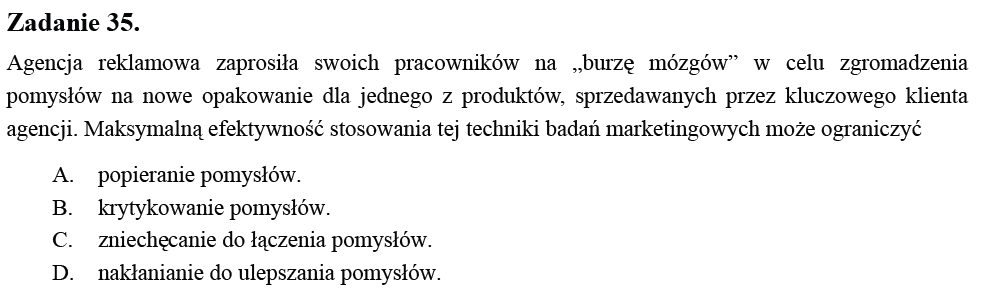 Zadanie 35.
Agencja reklamowa zaprosiła swoich pracowników na „burzę mózgów” w celu zgromadzenia
pomysłów na nowe opakowanie dla jednego z produktów, sprzedawanych przez kluczowego klienta
agencji. Maksymalną efektywność stosowania tej techniki badań marketingowych może ograniczyć
A. popieranie pomysłów.
B. krytykowanie pomysłów.
C. zniechęcanie do łączenia pomysłów.
D. nakłanianie do ulepszania pomysłów.